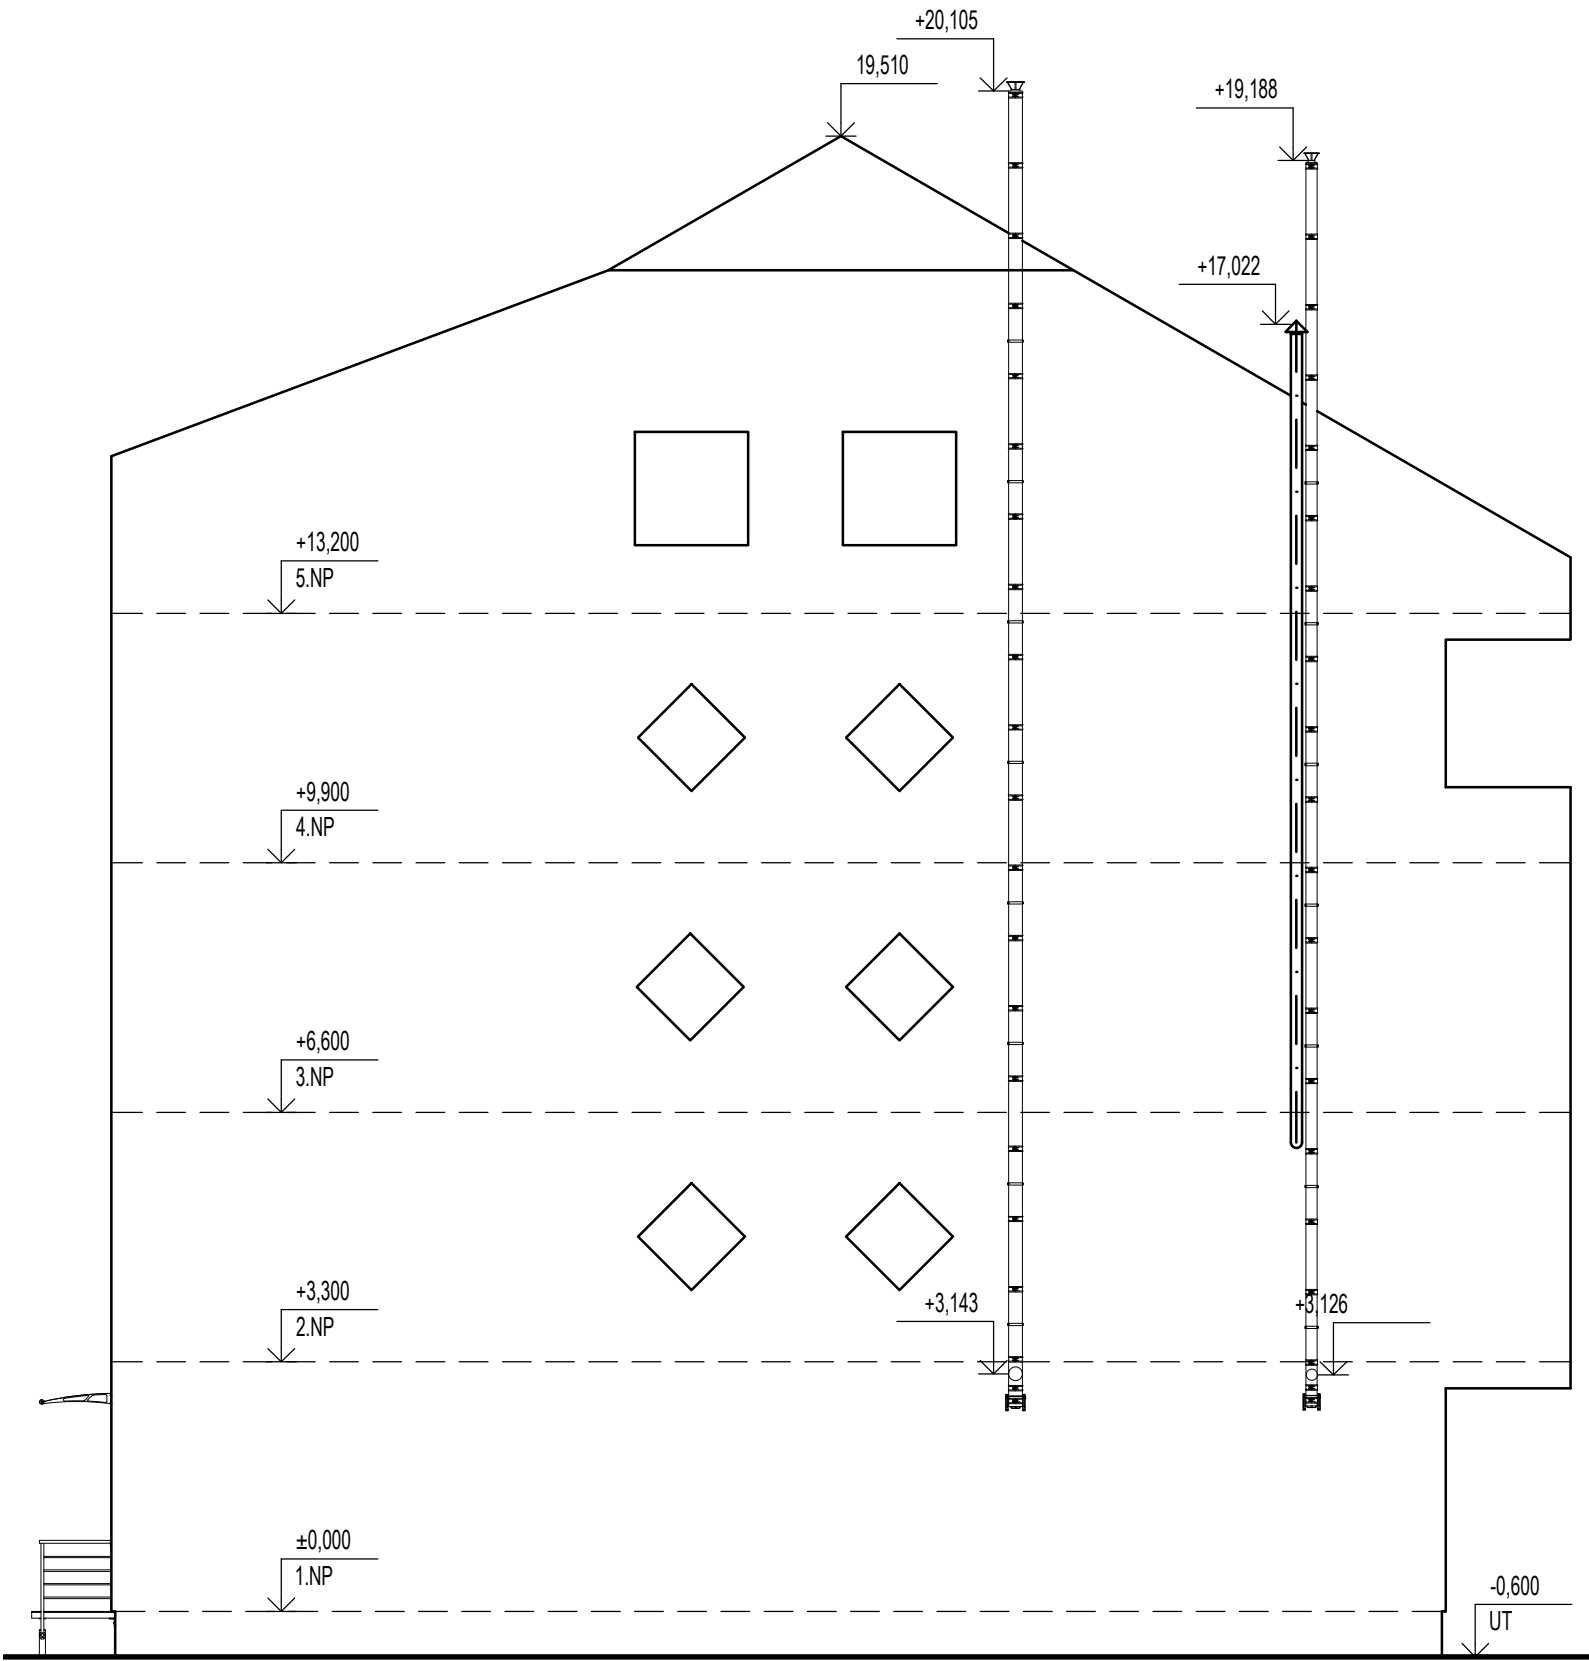 +20,105
19,510
+19,188
+17,022
+13,200
5.NP
+9,900
4.NP
+6,600
3.NP
+3,300
2.NP
+3,143
+3,126
±0,000
1.NP
-0,600
UT